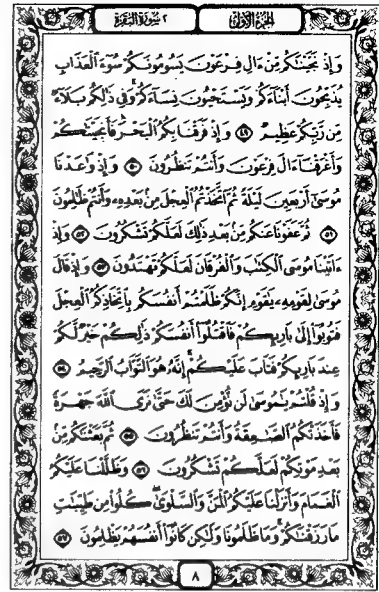 الجزء الأول
٢ سورة البقرة
وَإِذْ نَجَّيْنَٰكُم مِّنْ ءَالِ فِرْعَوْنَ يَسُومُونَكُمْ سُوٓءَ ٱلْعَذَابِ
يُذَبِّحُونَ أَبْنَآءَكُمْ وَيَسْتَحْيُونَ نِسَآءَكُمْ وَفِى ذَٰلِكُم بَلَآءٌ
مِّن رَّبِّكُمْ عَظِيمٌ ٤٩ وَإِذْ فَرَقْنَا بِكُمُ ٱلْبَحْرَ فَأَنجَيْنَٰكُمْ
وَأَغْرَقْنَآ ءَالَ فِرْعَوْنَ وَأَنتُمْ تَنظُرُونَ ٥٠ وَإِذْ وَٰعَدْنَا
مُوسَىٰٓ أَرْبَعِينَ لَيْلَةً ثُمَّ ٱتَّخَذْتُمُ ٱلْعِجْلَ مِنۢ بَعْدِهِۦ وَأَنتُمْ ظَٰلِمُونَ
٥١ ثُمَّ عَفَوْنَا عَنكُم مِّنۢ بَعْدِ ذَٰلِكَ لَعَلَّكُمْ تَشْكُرُونَ ٥٢ وَإِذْ
ءَاتَيْنَا مُوسَى ٱلْكِتَٰبَ وَٱلْفُرْقَانَ لَعَلَّكُمْ تَهْتَدُونَ ٥٣ وَإِذْ قَالَ
مُوسَىٰ لِقَوْمِهِۦ يَٰقَوْمِ إِنَّكُمْ ظَلَمْتُمْ أَنفُسَكُم بِٱتِّخَاذِكُمُ ٱلْعِجْلَ
فَتُوبُوٓا۟ إِلَىٰ بَارِئِكُمْ فَٱقْتُلُوٓا۟ أَنفُسَكُمْ ذَٰلِكُمْ خَيْرٌ لَّكُمْ
عِندَ بَارِئِكُمْ فَتَابَ عَلَيْكُمْ إِنَّهُۥ هُوَ ٱلتَّوَّابُ ٱلرَّحِيمُ ٥٤
وَإِذْ قُلْتُمْ يَٰمُوسَىٰ لَن نُّؤْمِنَ لَكَ حَتَّىٰ نَرَى ٱللَّهَ جَهْرَةً
فَأَخَذَتْكُمُ ٱلصَّٰعِقَةُ وَأَنتُمْ تَنظُرُونَ ٥٥ ثُمَّ بَعَثْنَٰكُم مِّنۢ
بَعْدِ مَوْتِكُمْ لَعَلَّكُمْ تَشْكُرُونَ ٥٦ وَظَلَّلْنَا عَلَيْكُمُ
ٱلْغَمَامَ وَأَنزَلْنَا عَلَيْكُمُ ٱلْمَنَّ وَٱلسَّلْوَىٰ كُلُوا۟ مِن طَيِّبَٰتِ
مَا رَزَقْنَٰكُمْ وَمَا ظَلَمُونَا وَلَٰكِن كَانُوٓا۟ أَنفُسَهُمْ يَظْلِمُونَ ٥٧
٨